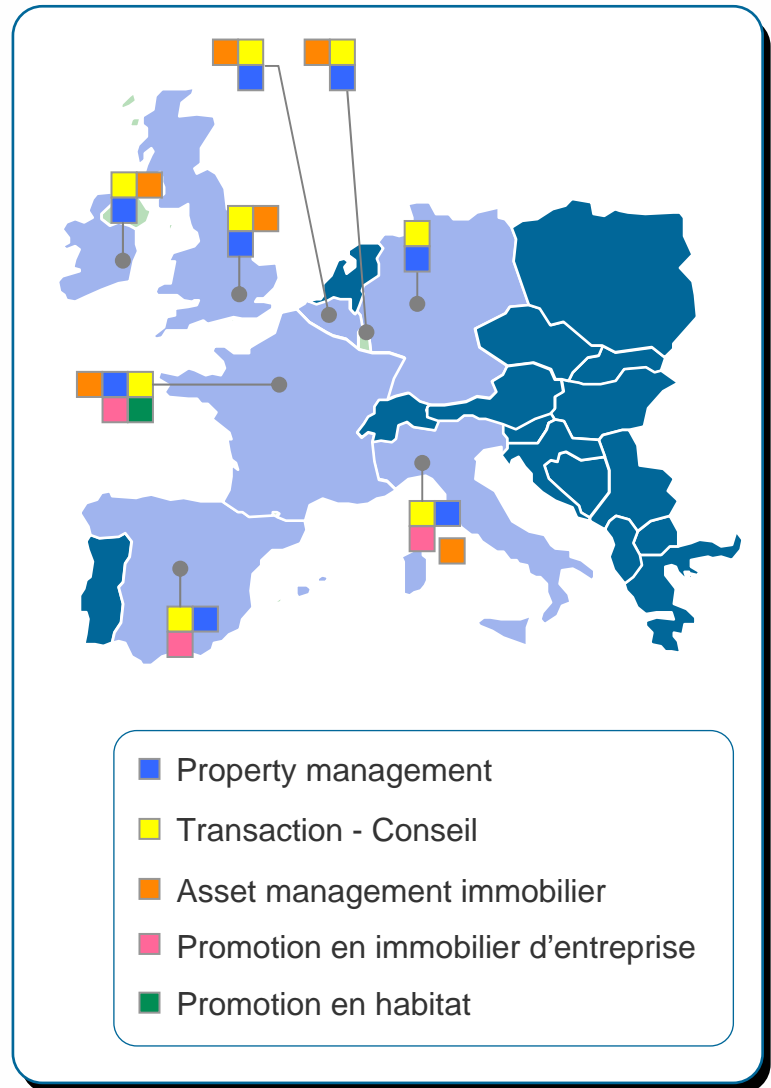 Property management
Transaction - Conseil
Asset management immobilier
Promotion en immobilier d’entreprise
Promotion en habitat